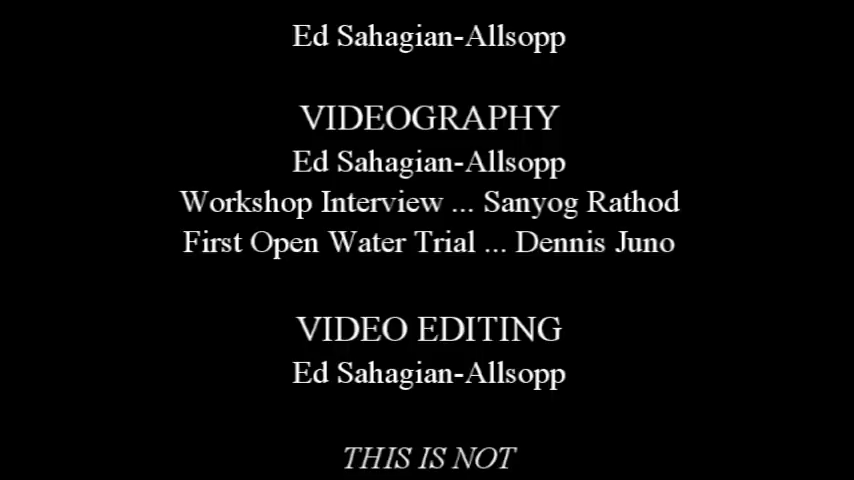 Ed Sahagian-Allsopp
VIDEOGRAPHY
Ed Sahagian-Allsopp
Workshop Interview ... Sanyog Rathod
First Open Water Trial ... Dennis Juno
VIDEO EDITING
Ed Sahagian-Allsopp
THIS IS NOT